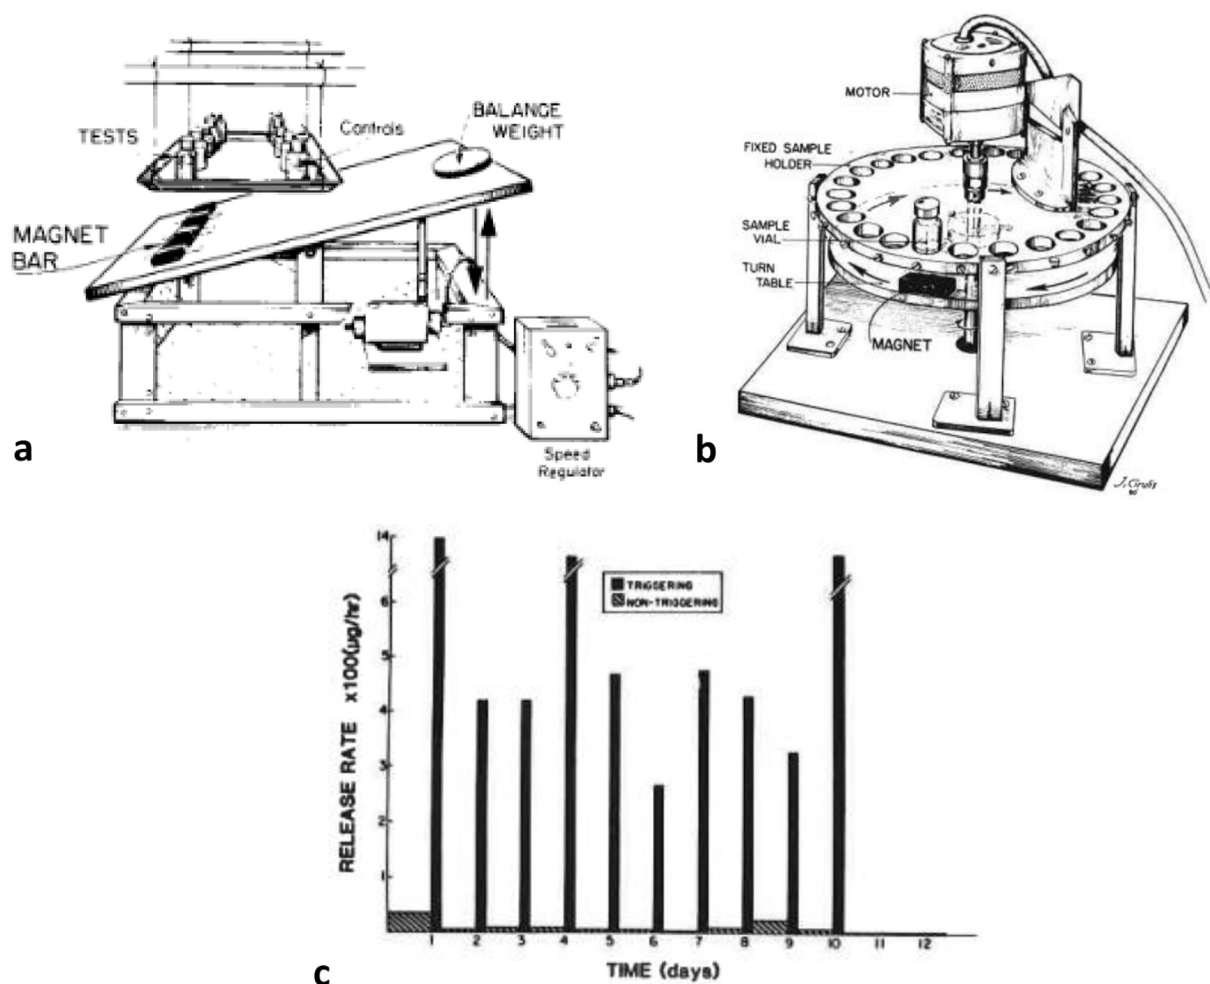 TESTS
Controls
BALANGE
WEIGHT
MAGNET
BAR
Speed
Regulator
a
MOTOR
FIXED SAMPLE
HOLDER
SAMPLE
VIAL
TURN
TABLE
MAGNET
J. Cirulis
b
RELEASE RATE x100(µg/hr)
14
6
5
4
3
2
1
TRIGGERING
NON-TRIGGERING
1 2 3 4 5 6 7 8 9 10 11 12
TIME (days)
c